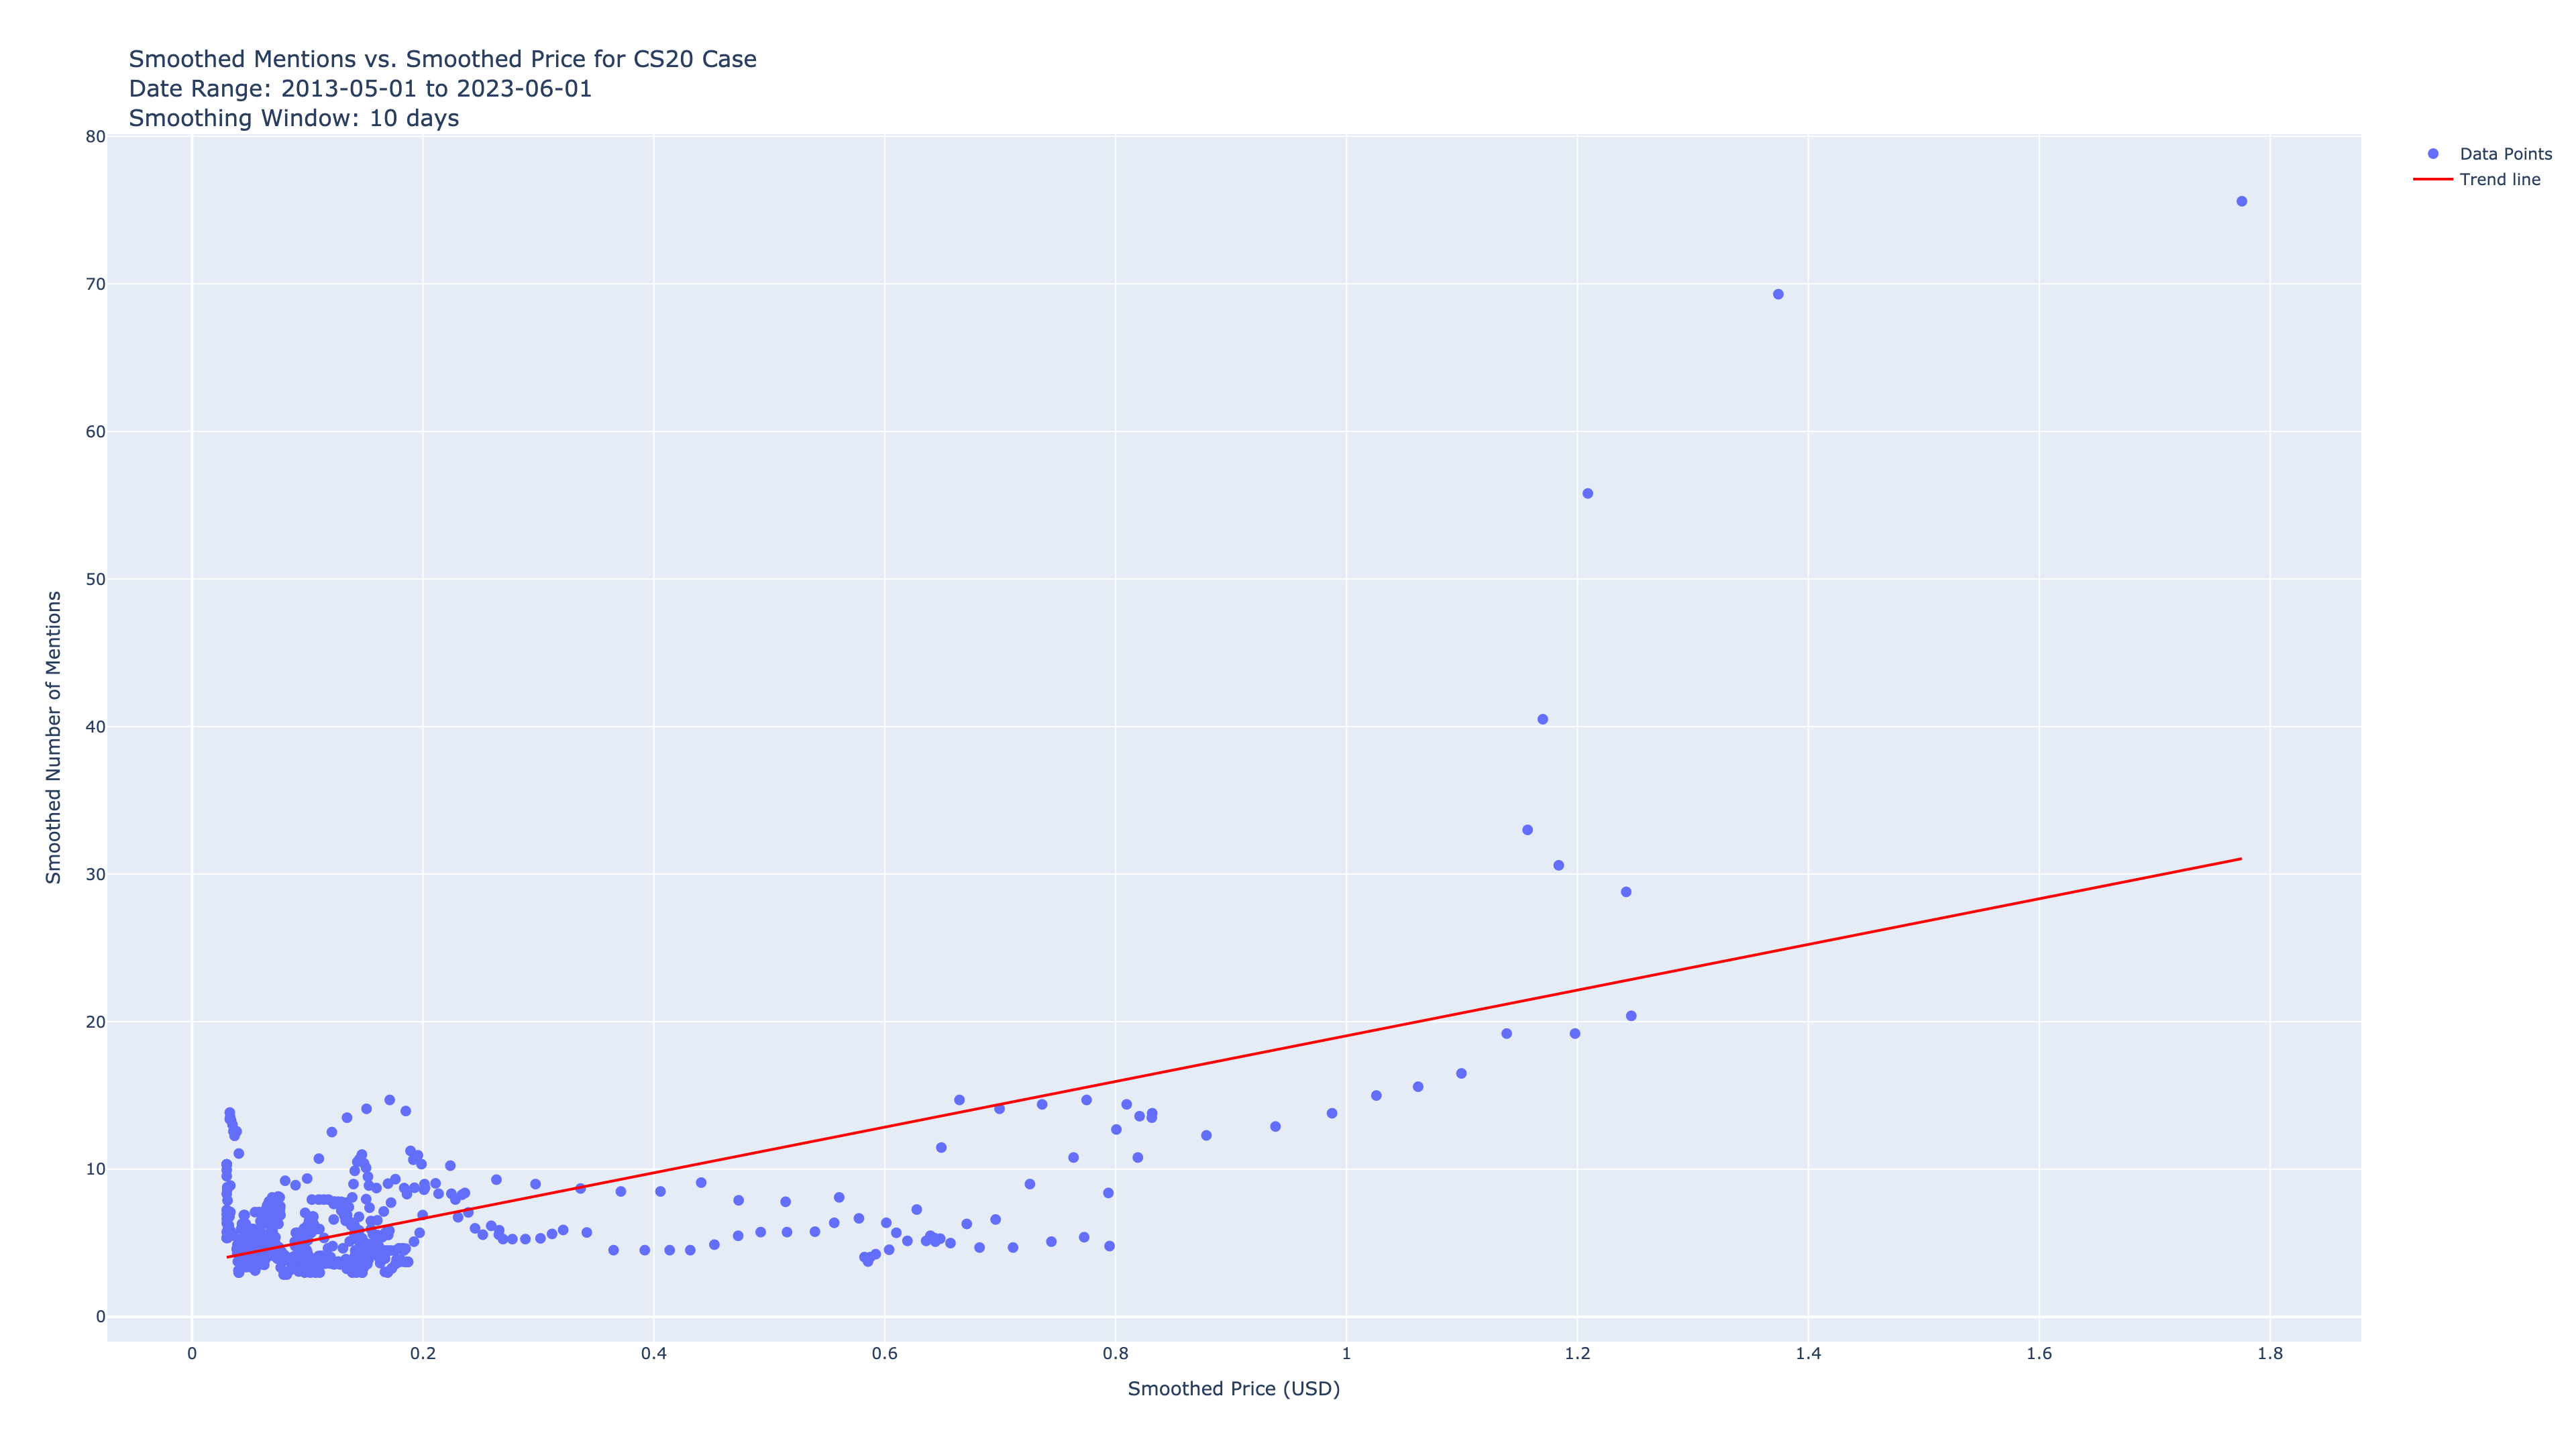 Smoothed Mentions vs. Smoothed Price for CS20 Case
Date Range: 2013-05-01 to 2023-06-01
Smoothing Window: 10 days
Data Points
Trend line
Smoothed Number of Mentions
80
70
60
50
40
30
20
10
0
0
0.2
0.4
0.6
0.8
1
1.2
1.4
1.6
1.8
Smoothed Price (USD)